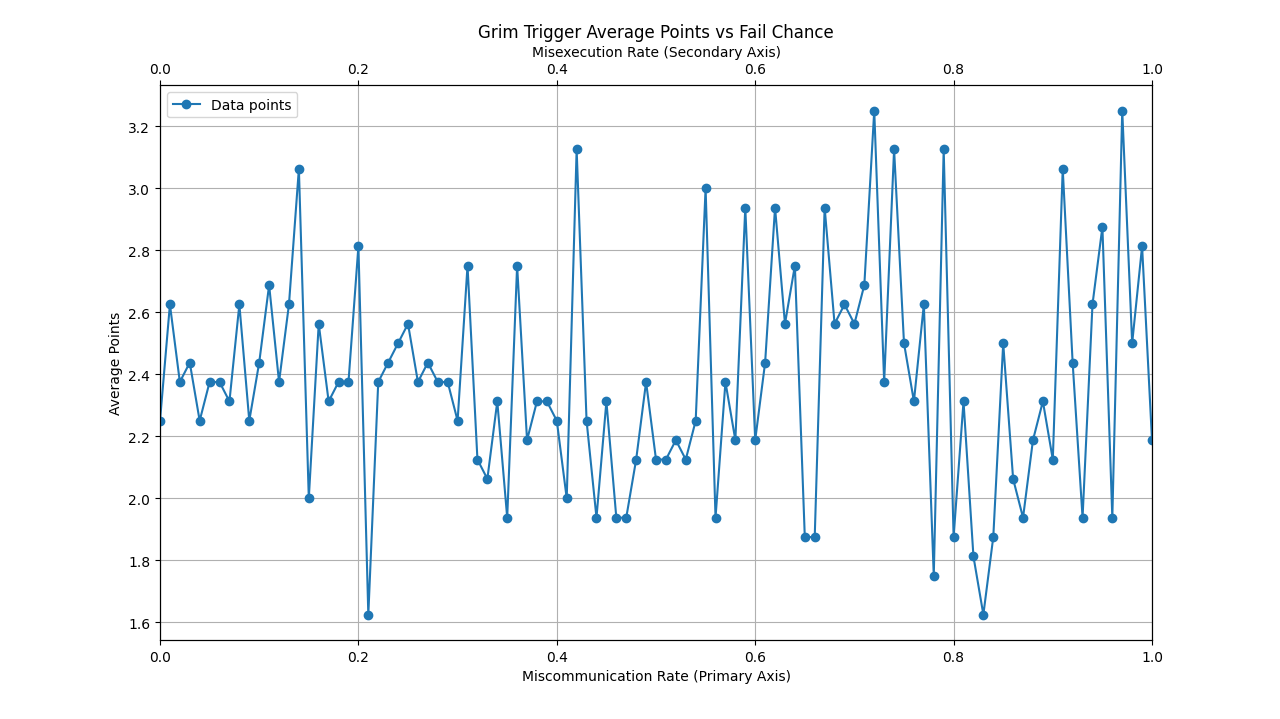 Grim Trigger Average Points vs Fail Chance
Misexecution Rate (Secondary Axis)
0.0 0.2 0.4 0.6 0.8 1.0
Data points
3.2
3.0
2.8
2.6
2.4
2.2
2.0
1.8
1.6
Average Points
0.0 0.2 0.4 0.6 0.8 1.0
Miscommunication Rate (Primary Axis)